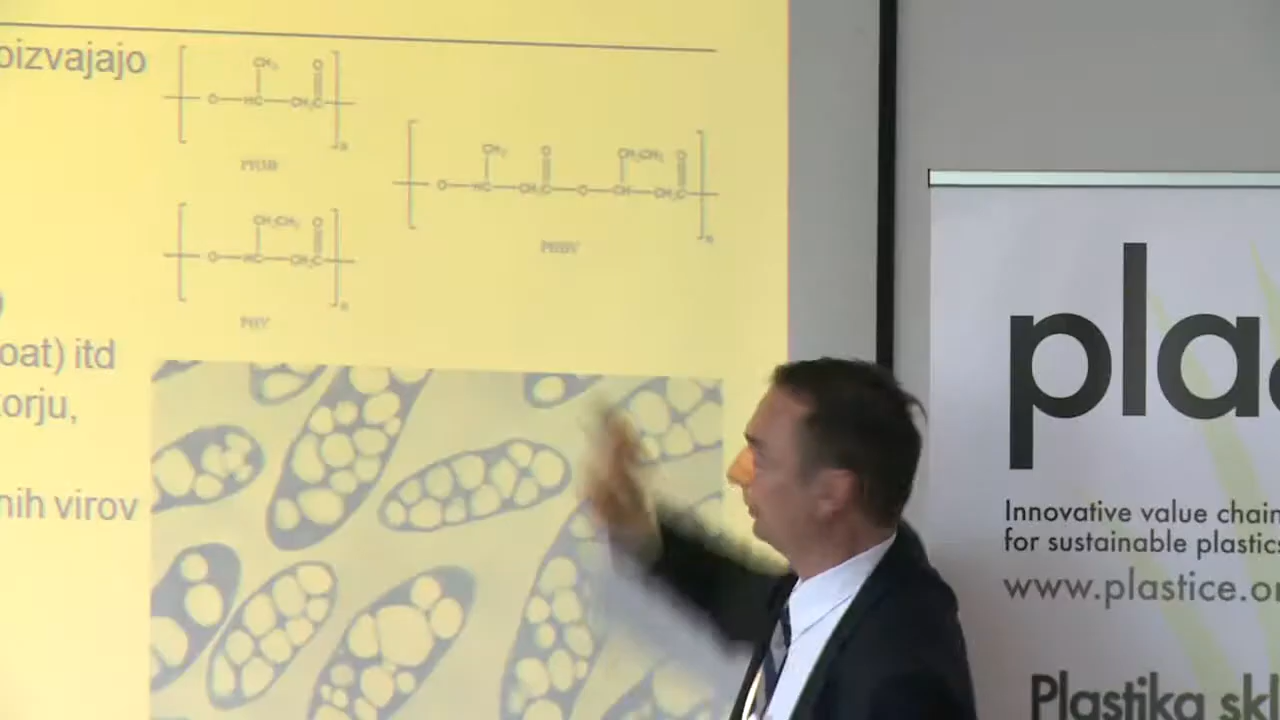 oizvajajo
PHB
PHV
PHBV
oat) itd
orju,
nih virov
pla
Innovative value chain
for sustainable plastics
www.plastice.or
Plastika skl